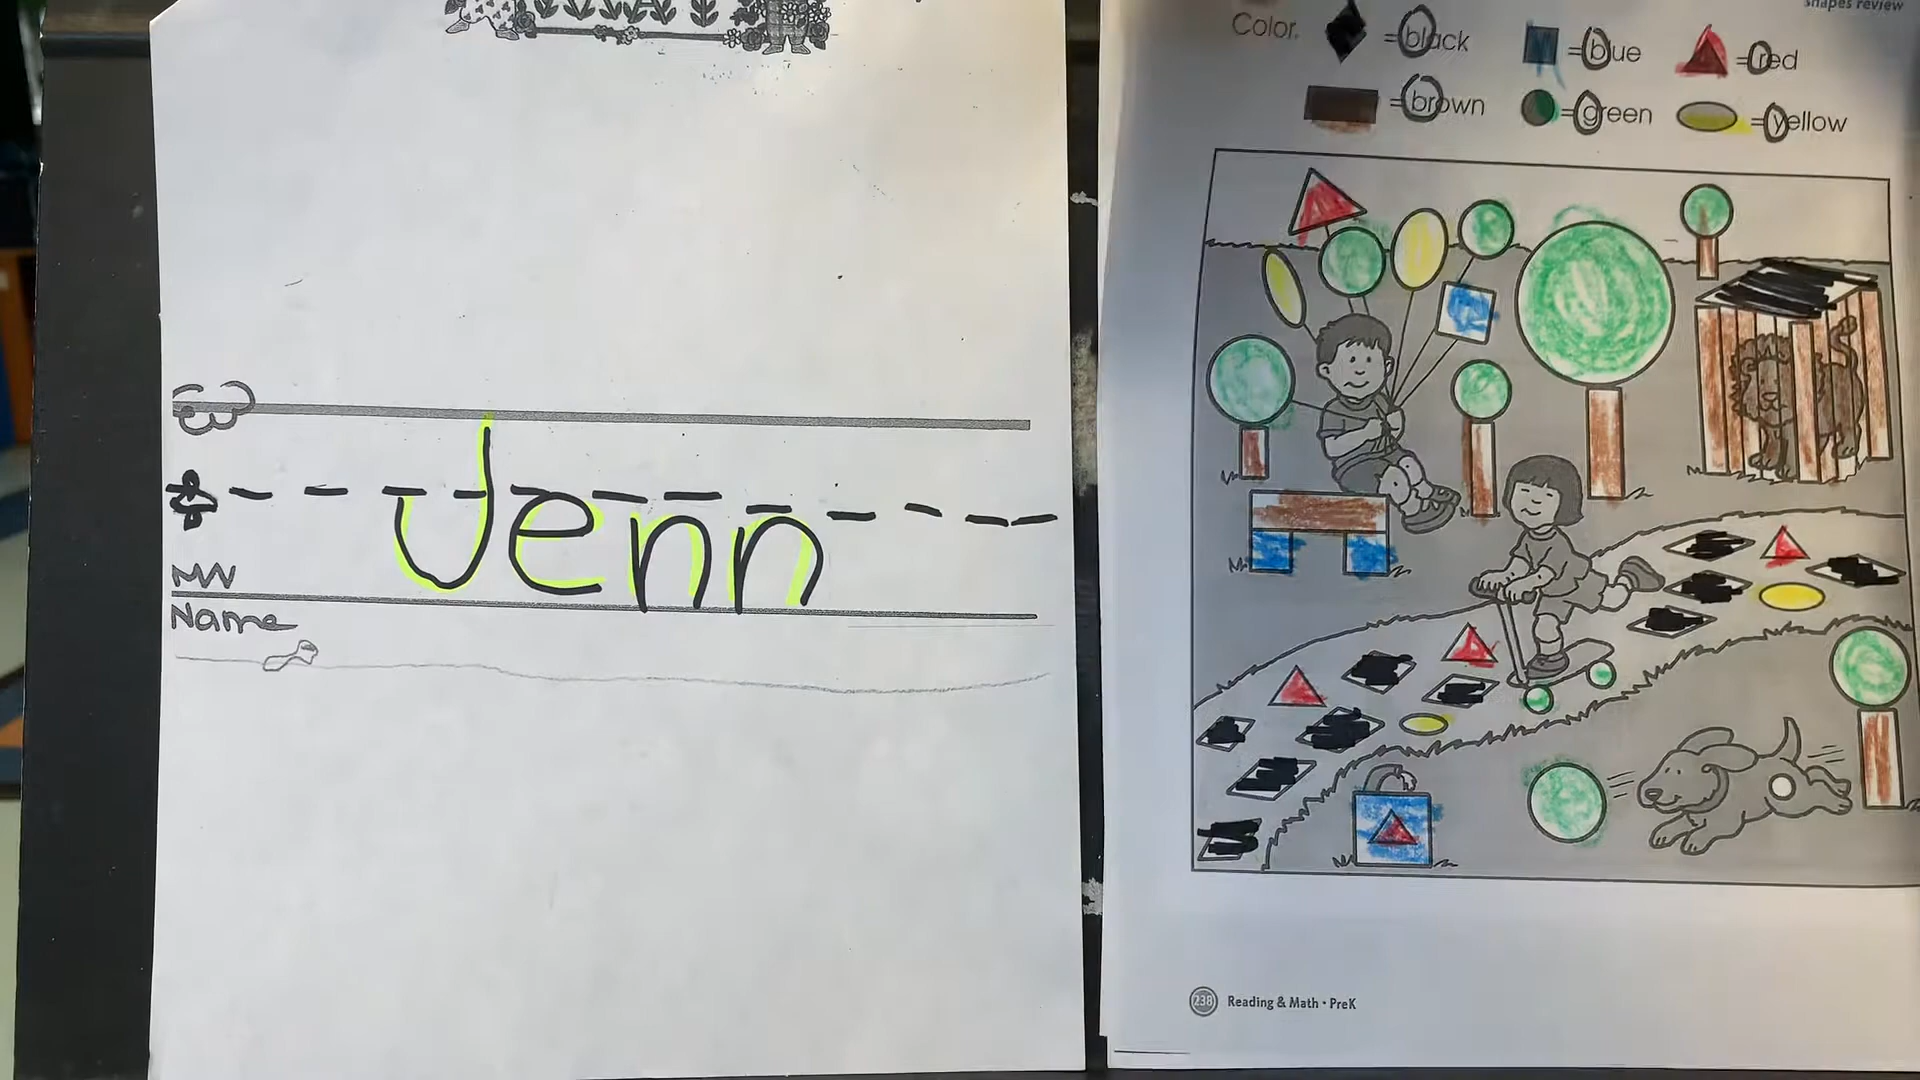 Jenn
Name
shapes review
Color.
=black =blue =red
=brown =green =yellow
238 Reading & Math • PreK